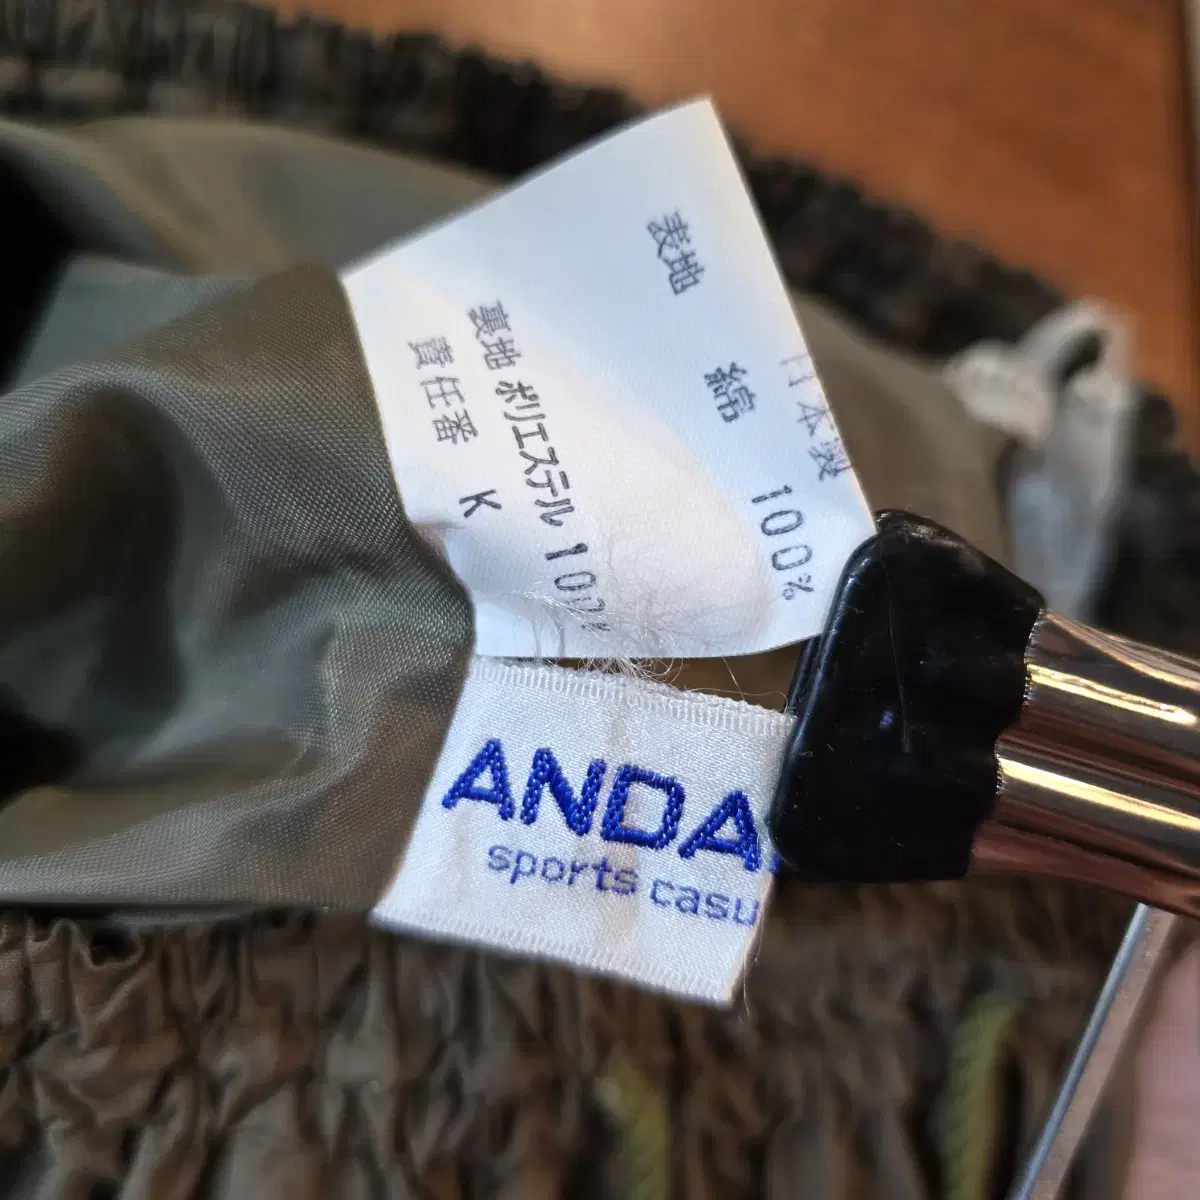 日本製
表地 綿 100%
裏地 ポリエステル 100%
責任番 K
ANDA
sports casu